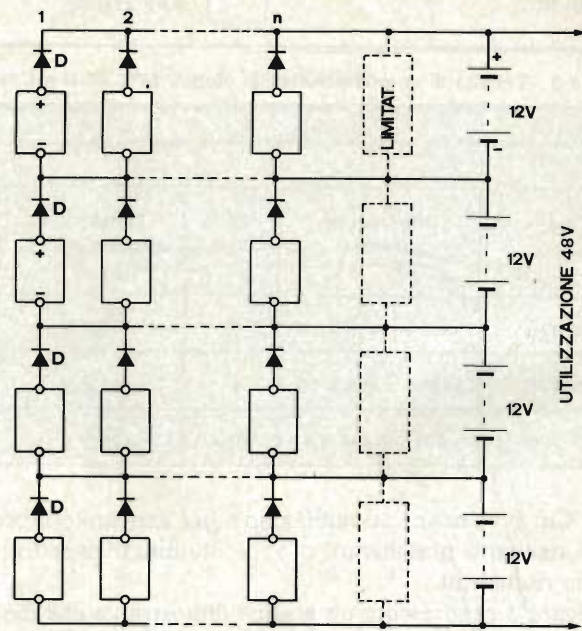 1 2 n
D
+
+
12V
LIMITAT.
–
–
D
+
12V
–
UTILIZZAZIONE 48V
D
12V
D
12V